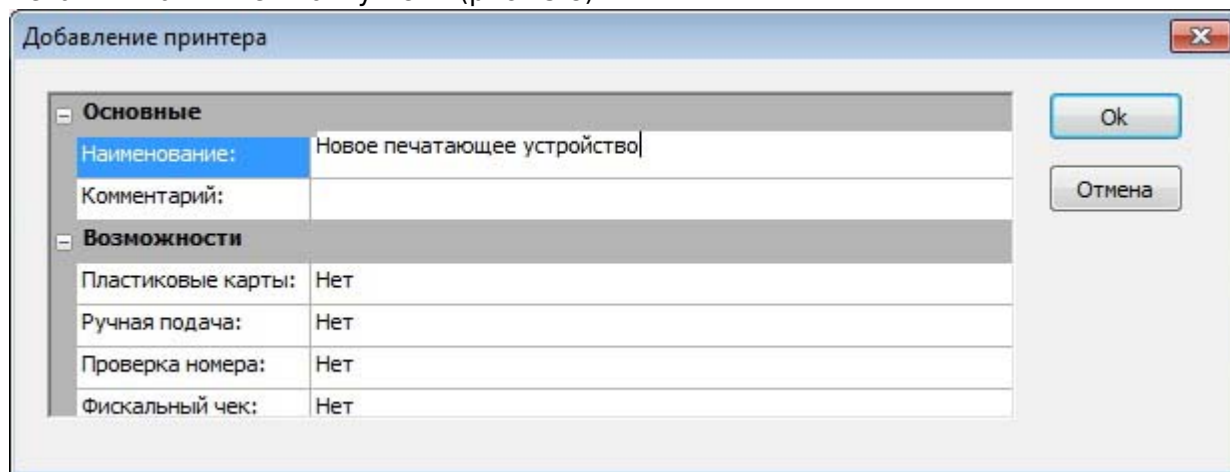 Добавление принтера
Основные
Ok
Наименование: Новое печатающее устройство
Комментарий:
Отмена
Возможности
Пластиковые карты: Нет
Ручная подача: Нет
Проверка номера: Нет
Фискальный чек: Нет